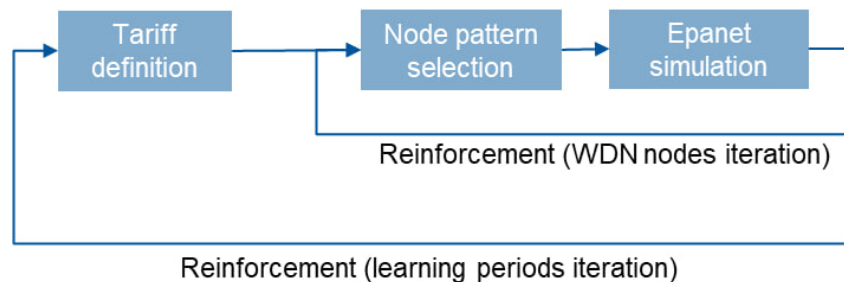 Tariff
definition
Node pattern
selection
Epanet
simulation
Reinforcement (WDN nodes iteration)
Reinforcement (learning periods iteration)